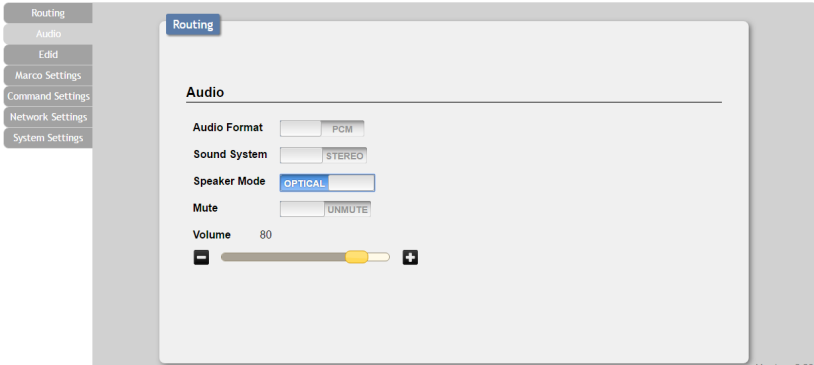 Routing
Audio
Edid
Marco Settings
Command Settings
Network Settings
System Settings
Routing
Audio
Audio Format PCM
Sound System STEREO
Speaker Mode OPTICAL
Mute UNMUTE
Volume 80